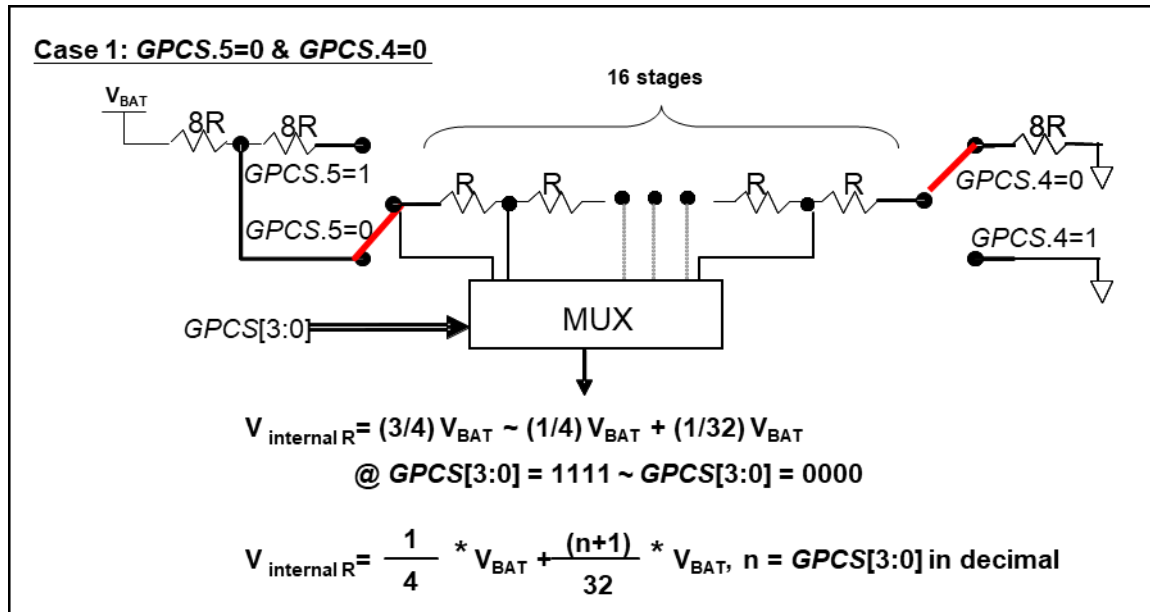 Case 1: GPCS.5=0 & GPCS.4=0
16 stages
VBAT
8R
8R
8R
GPCS.5=1
R
R
R
R
GPCS.4=0
GPCS.5=0
GPCS.4=1
GPCS[3:0]
MUX
V internal R = (3/4) VBAT ~ (1/4) VBAT + (1/32) VBAT
@ GPCS[3:0] = 1111 ~ GPCS[3:0] = 0000
V internal R = 1/4 * VBAT + (n+1)/32 * VBAT, n = GPCS[3:0] in decimal